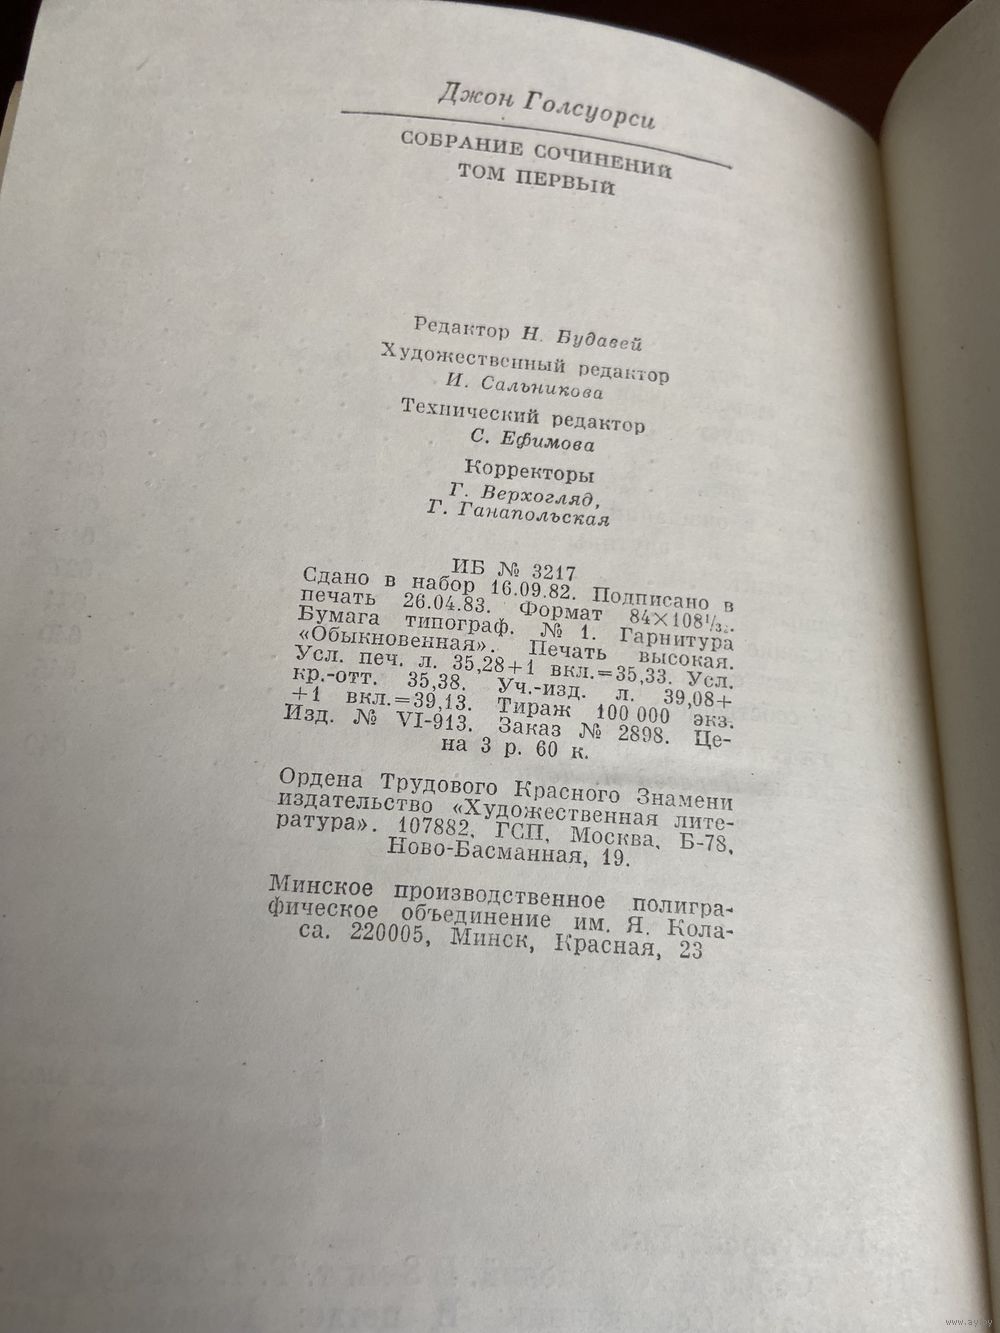 Джон Голсуорси
СОБРАНИЕ СОЧИНЕНИЙ
ТОМ ПЕРВЫЙ
Редактор Н. Будавей
Художественный редактор
И. Сальникова
Технический редактор
С. Ефимова
Корректоры
Г. Верхогляд,
Г. Ганапольская
ИБ № 3217
Сдано в набор 16.09.82. Подписано в
печать 26.04.83. Формат 84×108¹/₃₂.
Бумага типограф. № 1. Гарнитура
«Обыкновенная». Печать высокая.
Усл. печ. л. 35,28+1 вкл.=35,33. Усл.
кр.-отт. 35,38. Уч.-изд. л. 39,08+
+1 вкл.=39,13. Тираж 100 000 экз.
Изд. № VI-913. Заказ № 2898. Це-
на 3 р. 60 к.
Ордена Трудового Красного Знамени
издательство «Художественная лите-
ратура». 107882, ГСП, Москва, Б-78,
Ново-Басманная, 19.
Минское производственное полигра-
фическое объединение им. Я. Кола-
са. 220005, Минск, Красная, 23
www.ay.by